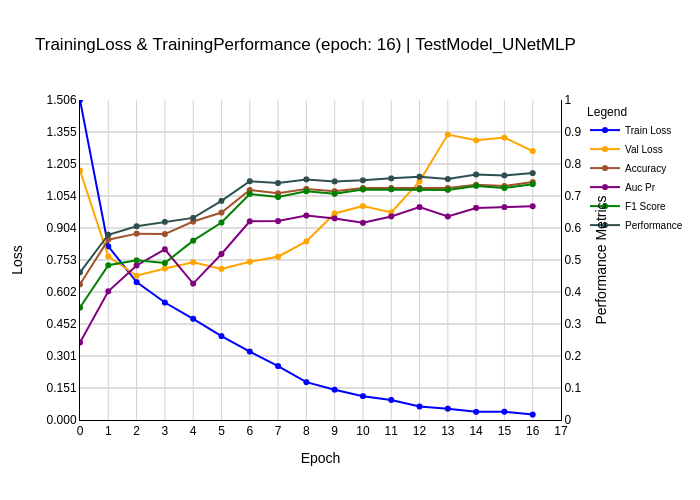 TrainingLoss & TrainingPerformance (epoch: 16) | TestModel_UNetMLP
1.506
1.355
1.205
1.054
0.904
0.753
0.602
0.452
0.301
0.151
0.000
Loss
0 1 2 3 4 5 6 7 8 9 10 11 12 13 14 15 16 17
Epoch
1
0.9
0.8
0.7
0.6
0.5
0.4
0.3
0.2
0.1
0
Performance Metrics
Legend
Train Loss
Val Loss
Accuracy
Auc Pr
F1 Score
Performance